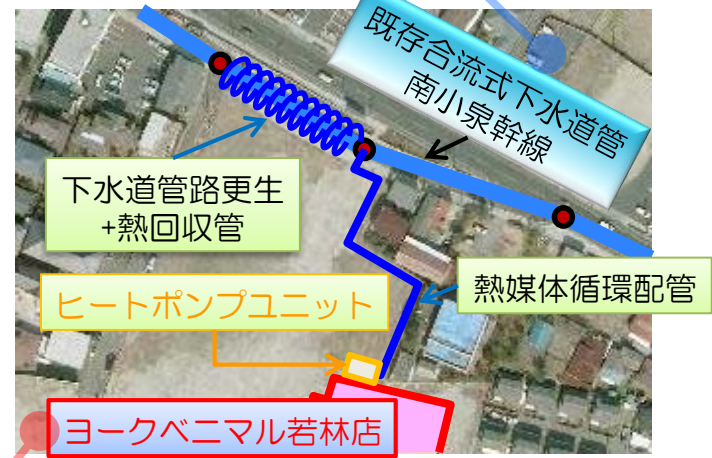 既存合流式下水道管
南小泉幹線
下水道管路更生
+熱回収管
熱媒体循環配管
ヒートポンプユニット
ヨークベニマル若林店